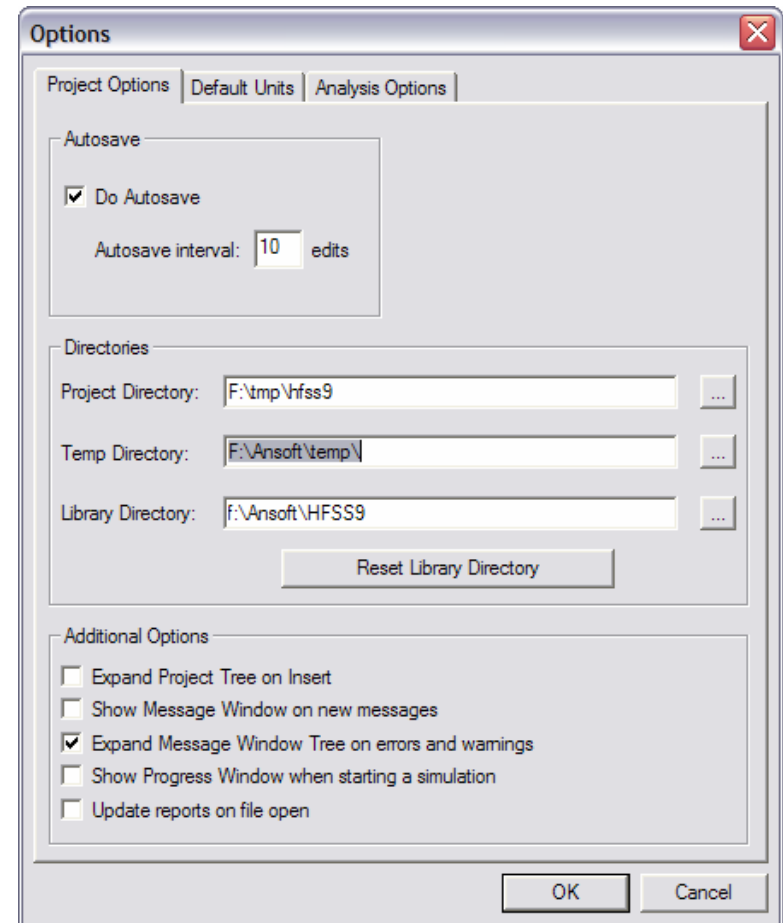 Options
Project Options Default Units Analysis Options
Autosave
Do Autosave
Autosave interval: 10 edits
Directories
Project Directory: F:\tmp\hfss9 ...
Temp Directory: F:\Ansoft\temp\ ...
Library Directory: f:\Ansoft\HFSS9 ...
Reset Library Directory
Additional Options
Expand Project Tree on Insert
Show Message Window on new messages
Expand Message Window Tree on errors and warnings
Show Progress Window when starting a simulation
Update reports on file open
OK Cancel